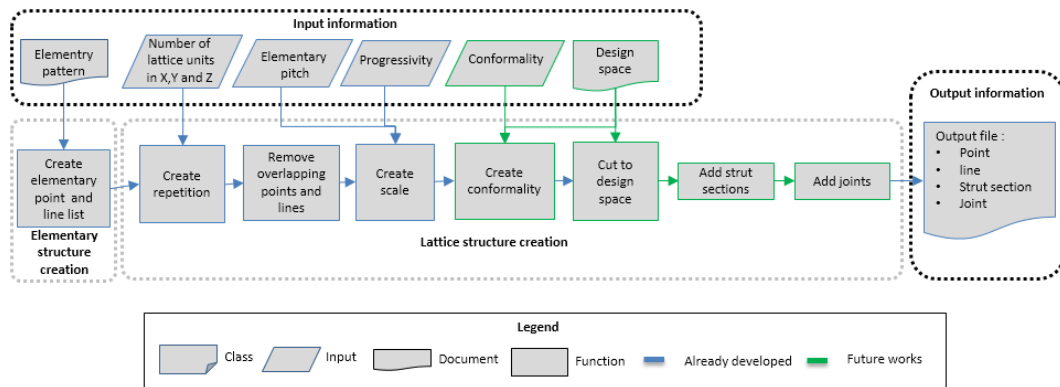 Input information
Elementry
pattern
Number of
lattice units
in X,Y and Z
Elementary
pitch
Progressivity
Conformality
Design
space
Output information
Output file :
• Point
• line
• Strut section
• Joint
Create
elementary
point and
line list
Create
repetition
Remove
overlapping
points and
lines
Create
scale
Create
conformality
Cut to
design
space
Add strut
sections
Add joints
Elementary
structure
creation
Lattice structure creation
Legend
Class
Input
Document
Function
Already developed
Future works